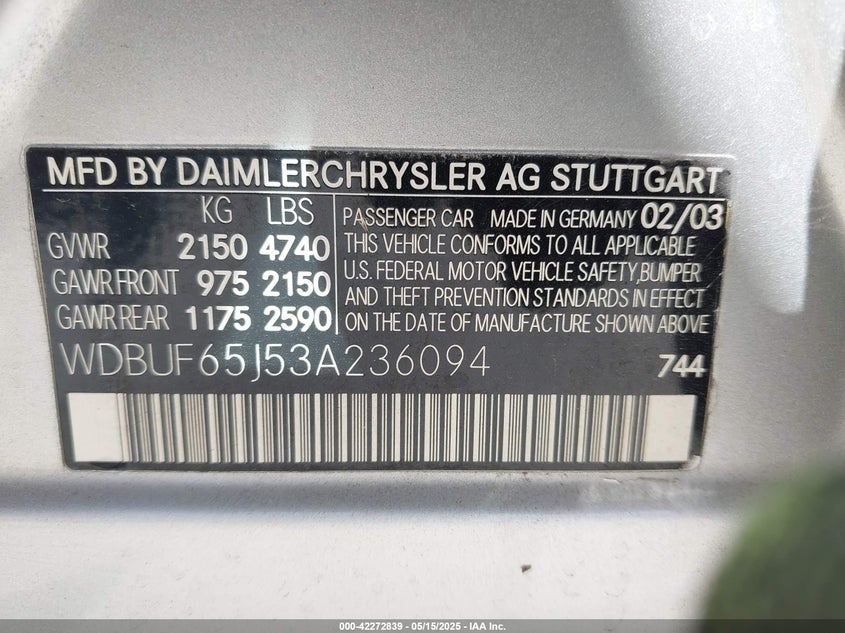 MFD BY DAIMLERCHRYSLER AG STUTTGART
KG LBS
GVWR 2150 4740
GAWR FRONT 975 2150
GAWR REAR 1175 2590
PASSENGER CAR MADE IN GERMANY 02/03
THIS VEHICLE CONFORMS TO ALL APPLICABLE
U.S. FEDERAL MOTOR VEHICLE SAFETY,BUMPER
AND THEFT PREVENTION STANDARDS IN EFFECT
ON THE DATE OF MANUFACTURE SHOWN ABOVE
WDBUF65J53A236094 744
000-42272839 - 05/15/2025 - IAA Inc.